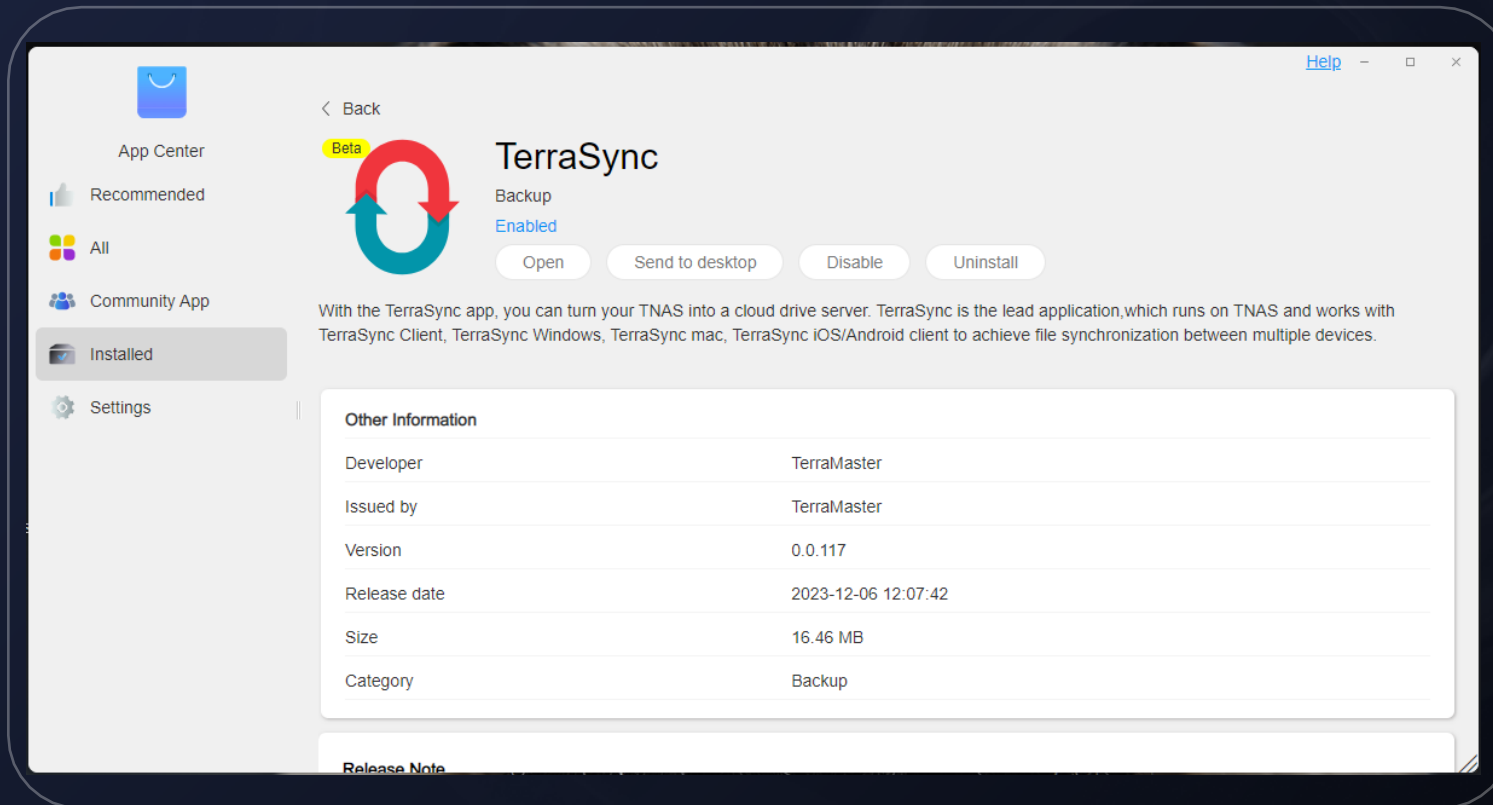 Help
App Center
Recommended
All
Community App
Installed
Settings
Back
Beta
TerraSync
Backup
Enabled
Open Send to desktop Disable Uninstall
With the TerraSync app, you can turn your TNAS into a cloud drive server. TerraSync is the lead application,which runs on TNAS and works with
TerraSync Client, TerraSync Windows, TerraSync mac, TerraSync iOS/Android client to achieve file synchronization between multiple devices.
Other Information
Developer TerraMaster
Issued by TerraMaster
Version 0.0.117
Release date 2023-12-06 12:07:42
Size 16.46 MB
Category Backup
Release Note